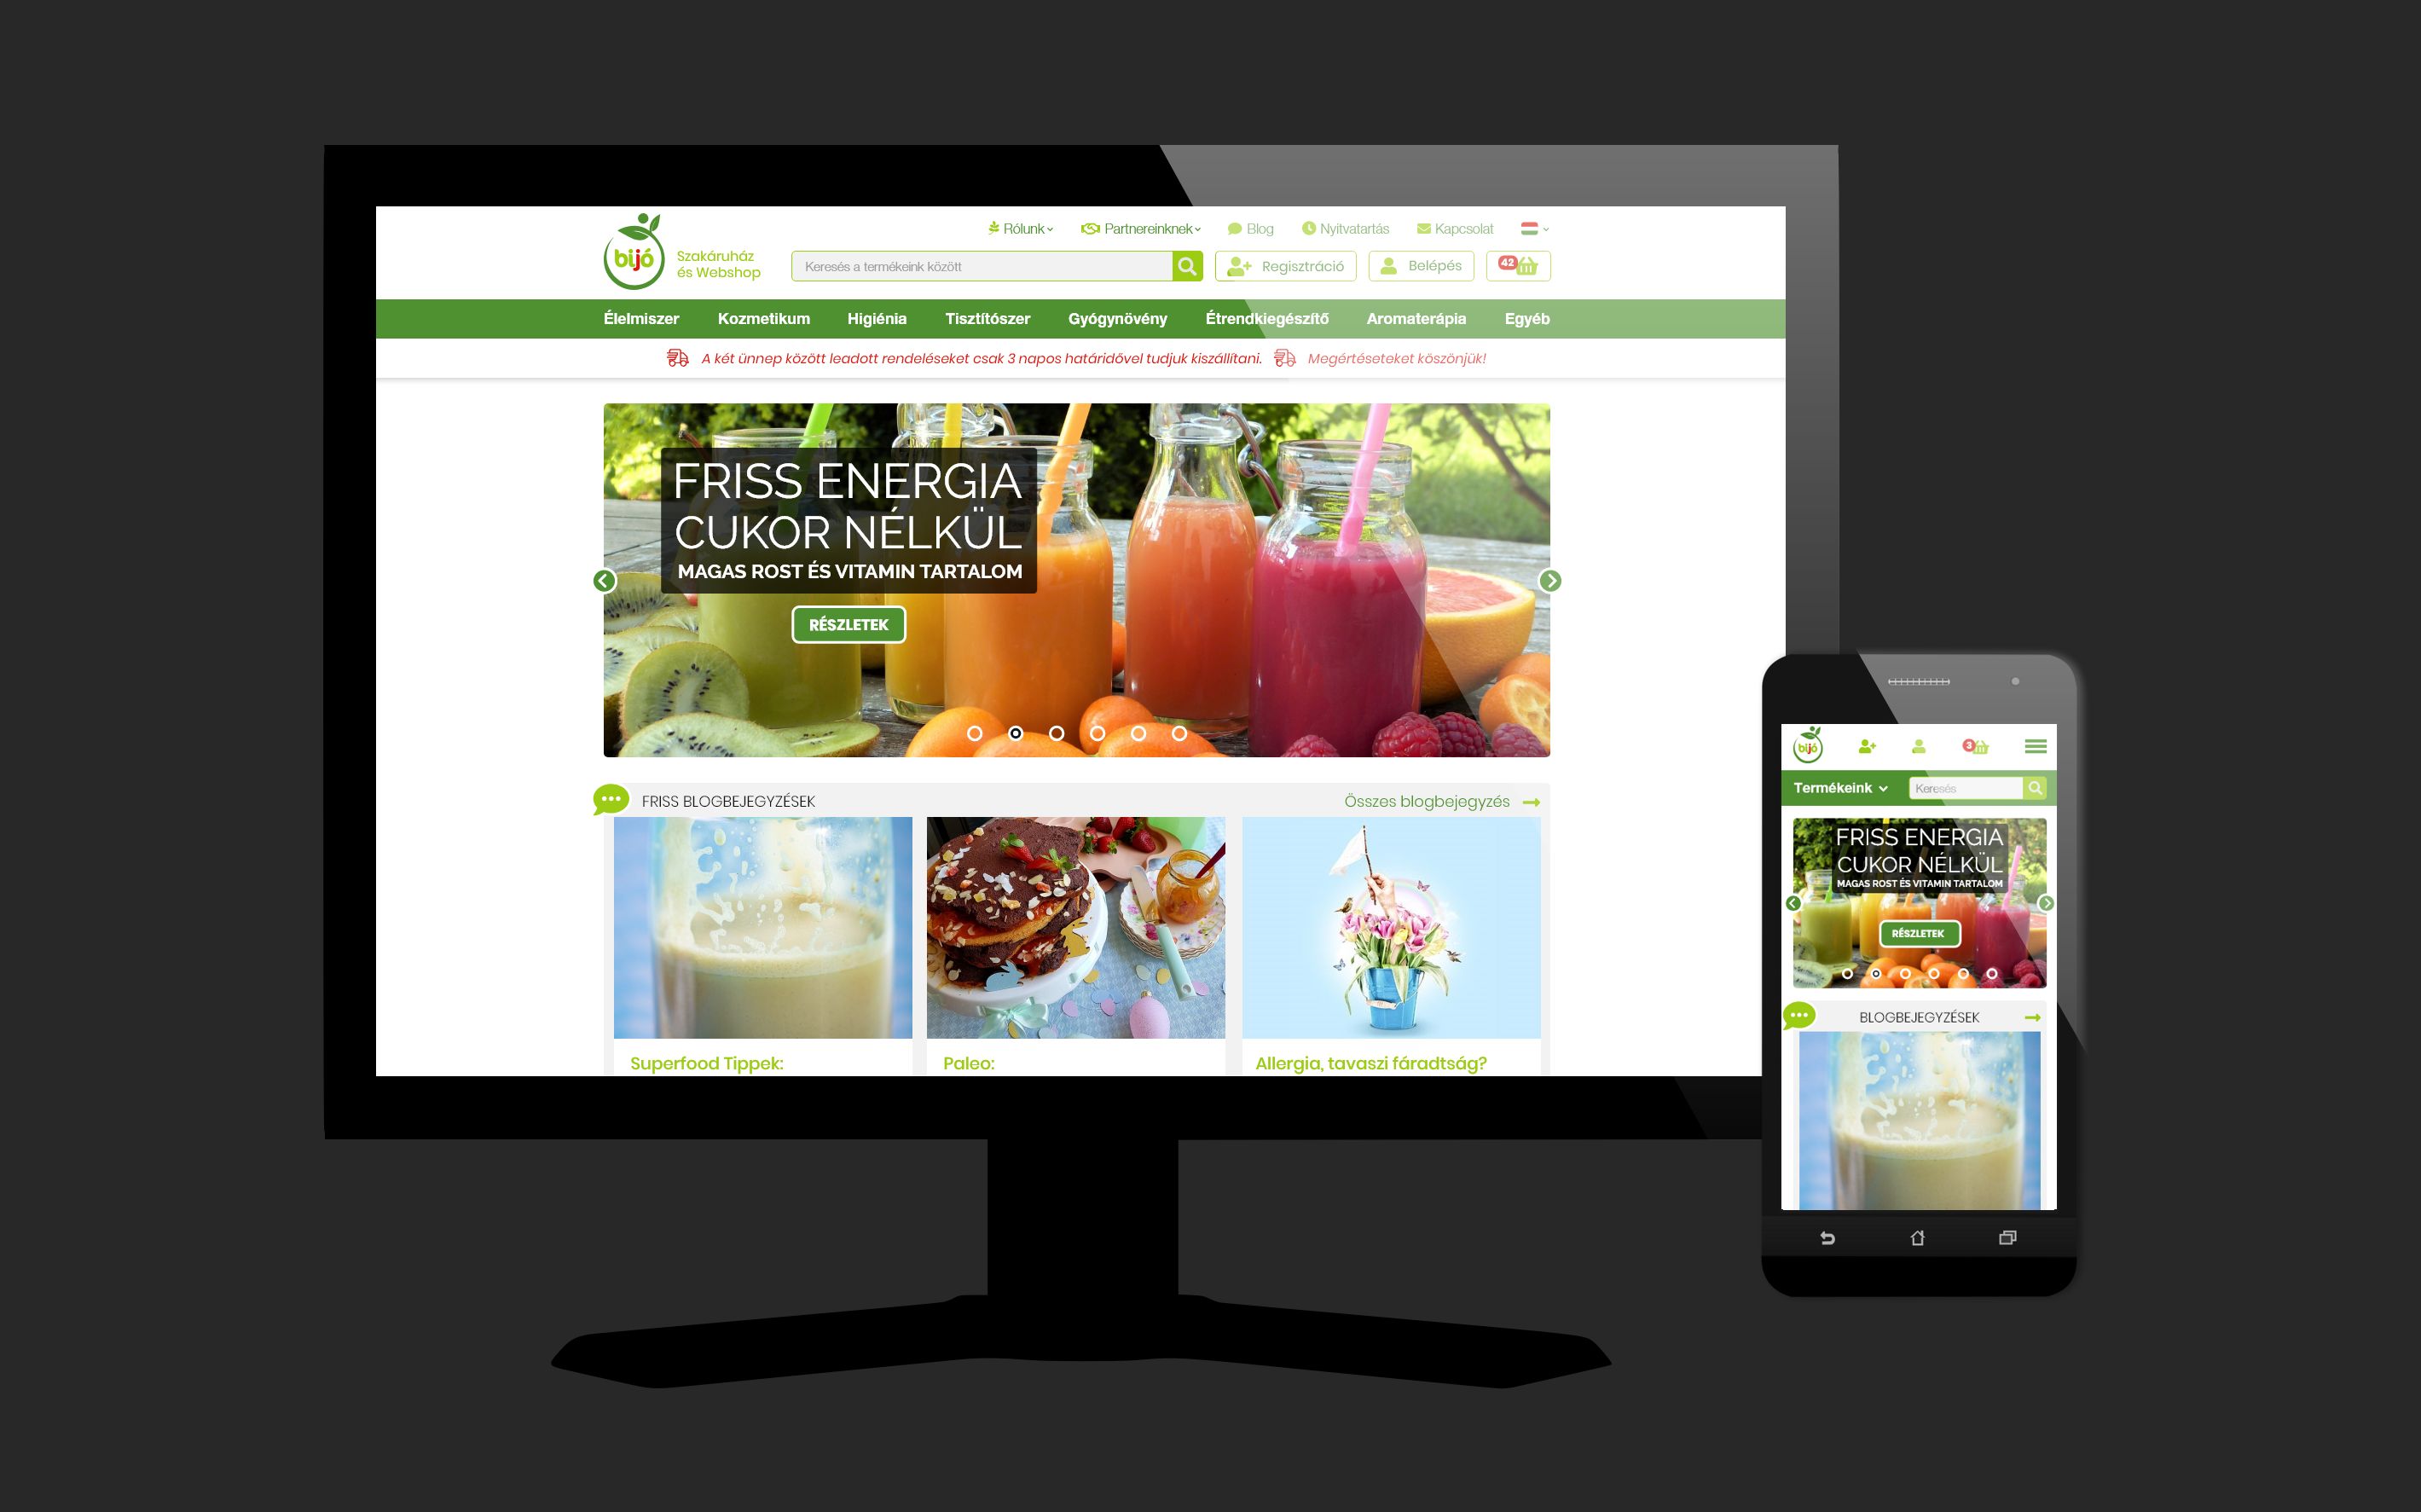 Rólunk
Partnereinknek
Blog
Nyitvatartás
Kapcsolat
bijó
Szakáruház
és Webshop
Keresés a termékeink között
Regisztráció
Belépés
42
Élelmiszer
Kozmetikum
Higiénia
Tisztítószer
Gyógynövény
Étrendkiegészítő
Aromaterápia
Egyéb
A két ünnep között leadott rendeléseket csak 3 napos határidővel tudjuk kiszállítani.
Megértéseteket köszönjük!
FRISS ENERGIA
CUKOR NÉLKÜL
MAGAS ROST ÉS VITAMIN TARTALOM
RÉSZLETEK
FRISS BLOGBEJEGYZÉSEK
Összes blogbejegyzés
Superfood Tippek:
Paleo:
Allergia, tavaszi fáradtság?
bijó
3
Termékeink
Keresés
FRISS ENERGIA
CUKOR NÉLKÜL
MAGAS ROST ÉS VITAMIN TARTALOM
RÉSZLETEK
BLOGBEJEGYZÉSEK